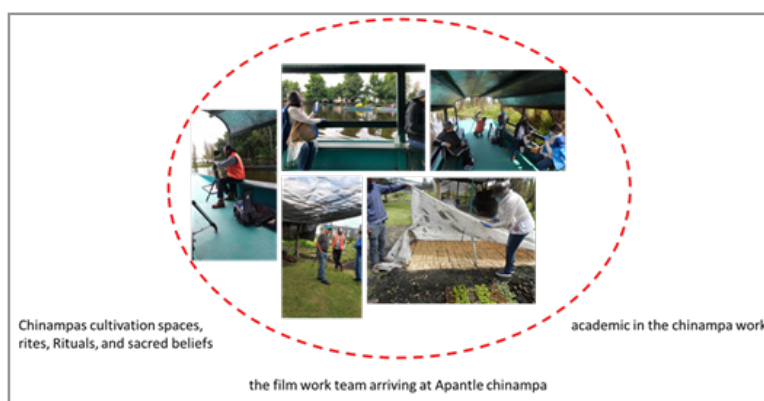 Chinampas cultivation spaces,
rites, Rituals, and sacred beliefs
academic in the chinampa work
the film work team arriving at Apantle chinampa